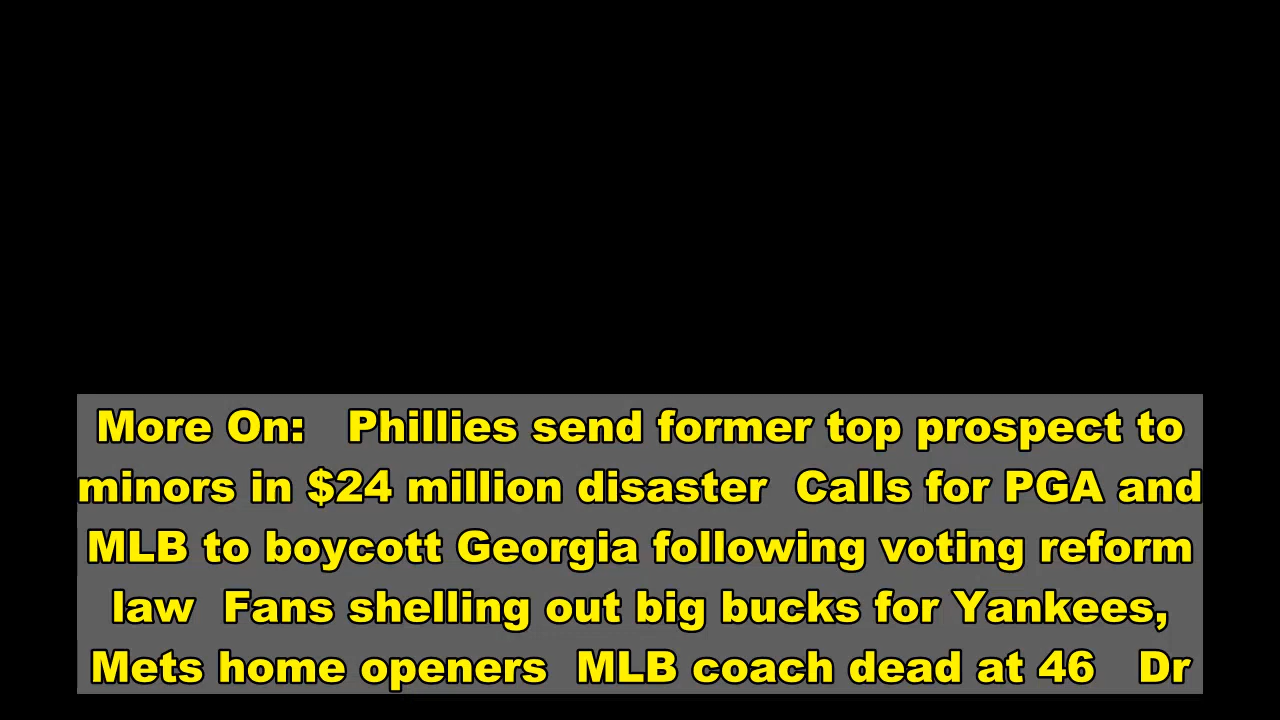 More On: Phillies send former top prospect to
minors in $24 million disaster Calls for PGA and
MLB to boycott Georgia following voting reform
law Fans shelling out big bucks for Yankees,
Mets home openers MLB coach dead at 46 Dr